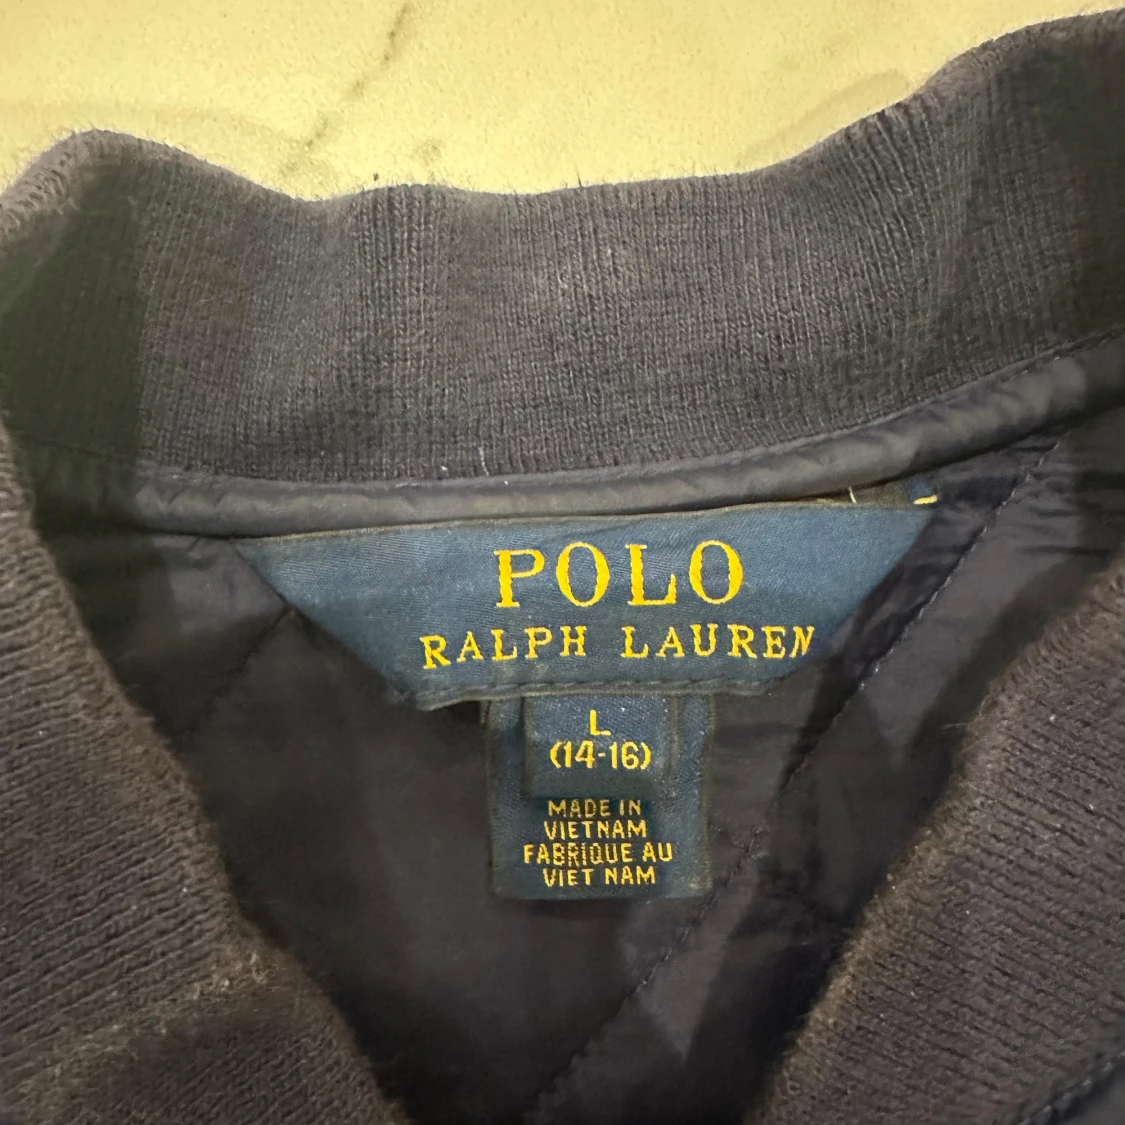 POLO
RALPH LAUREN
L
(14-16)
MADE IN
VIETNAM
FABRIQUE AU
VIET NAM